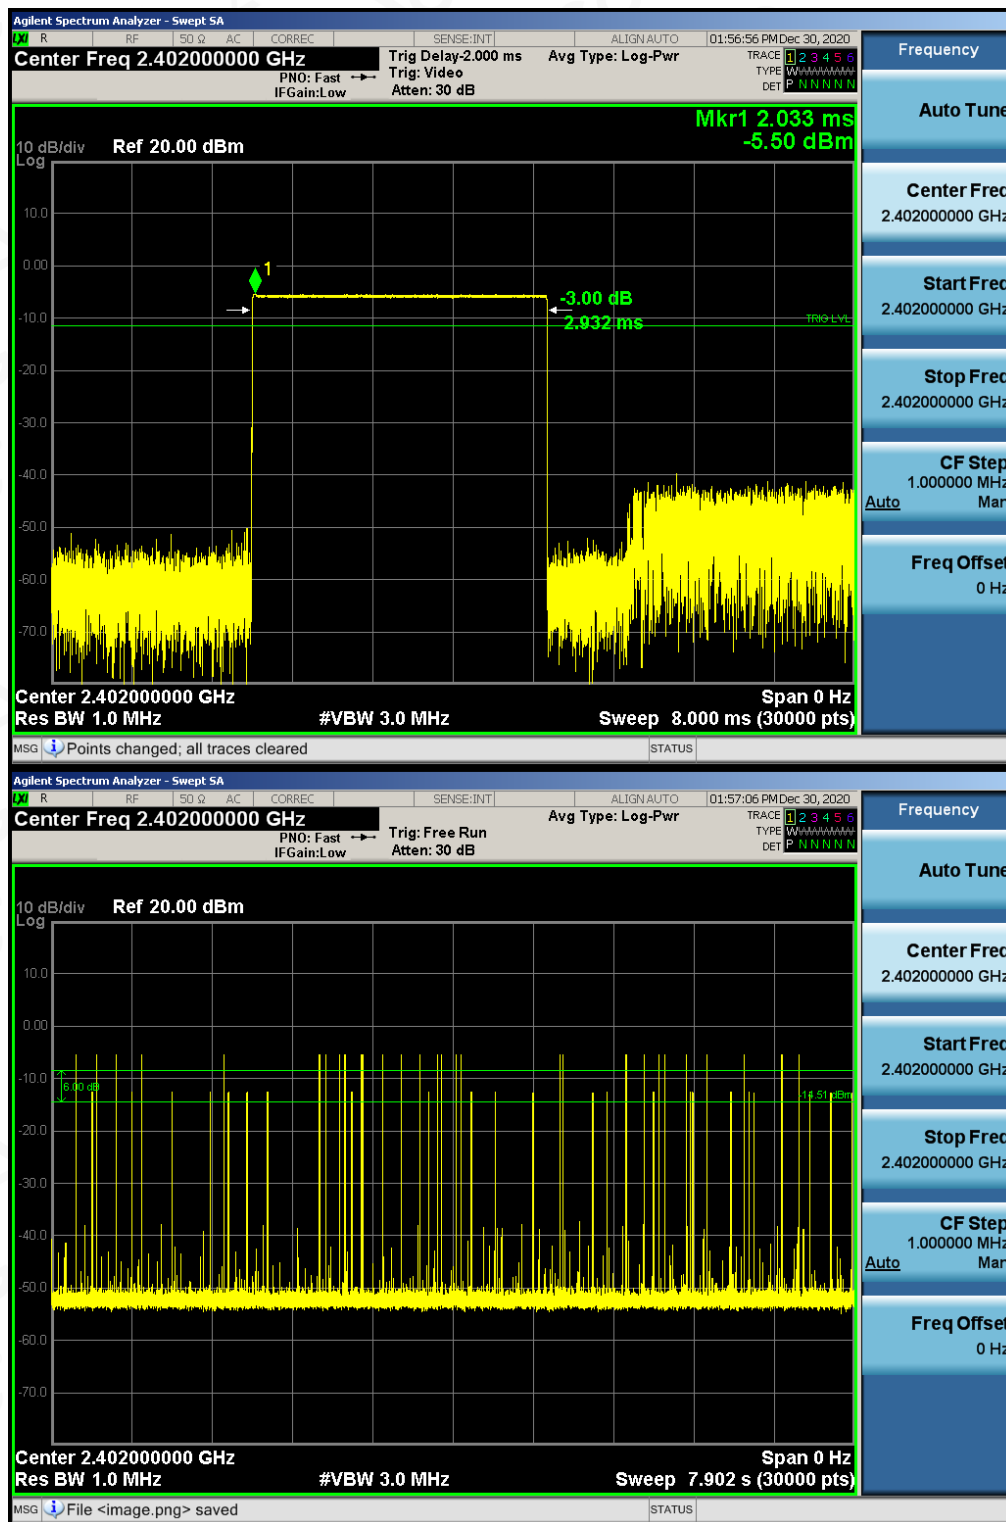 Agilent Spectrum Analyzer - Swept SA
LXI R RF 50 Ω AC CORREC SENSE:INT ALIGN AUTO 01:56:56 PM Dec 30, 2020
Center Freq 2.402000000 GHz
PNO: Fast
IFGain:Low
Trig Delay-2.000 ms
Trig: Video
Atten: 30 dB
Avg Type: Log-Pwr
TRACE 1 2 3 4 5 6
TYPE
DET P N N N N N
Mkr1 2.033 ms
-5.50 dBm
10 dB/div
Log
Ref 20.00 dBm
10.0
0.00
-10.0
-20.0
-30.0
-40.0
-50.0
-60.0
-70.0
1
-3.00 dB
2.932 ms
TRIG LVL
Center 2.402000000 GHz
Span 0 Hz
Res BW 1.0 MHz
#VBW 3.0 MHz
Sweep 8.000 ms (30000 pts)
MSG Points changed; all traces cleared
STATUS
Frequency
Auto Tune
Center Freq
2.402000000 GHz
Start Freq
2.402000000 GHz
Stop Freq
2.402000000 GHz
CF Step
1.000000 MHz
Auto Man
Freq Offset
0 Hz
Agilent Spectrum Analyzer - Swept SA
LXI R RF 50 Ω AC CORREC SENSE:INT ALIGN AUTO 01:57:06 PM Dec 30, 2020
Center Freq 2.402000000 GHz
PNO: Fast
IFGain:Low
Trig: Free Run
Atten: 30 dB
Avg Type: Log-Pwr
TRACE 1 2 3 4 5 6
TYPE
DET P N N N N N
10 dB/div
Log
Ref 20.00 dBm
10.0
0.00
-10.0
-20.0
-30.0
-40.0
-50.0
-60.0
-70.0
6.00 dB
-14.51 dBm
Center 2.402000000 GHz
Span 0 Hz
Res BW 1.0 MHz
#VBW 3.0 MHz
Sweep 7.902 s (30000 pts)
MSG File <image.png> saved
STATUS
Frequency
Auto Tune
Center Freq
2.402000000 GHz
Start Freq
2.402000000 GHz
Stop Freq
2.402000000 GHz
CF Step
1.000000 MHz
Auto Man
Freq Offset
0 Hz